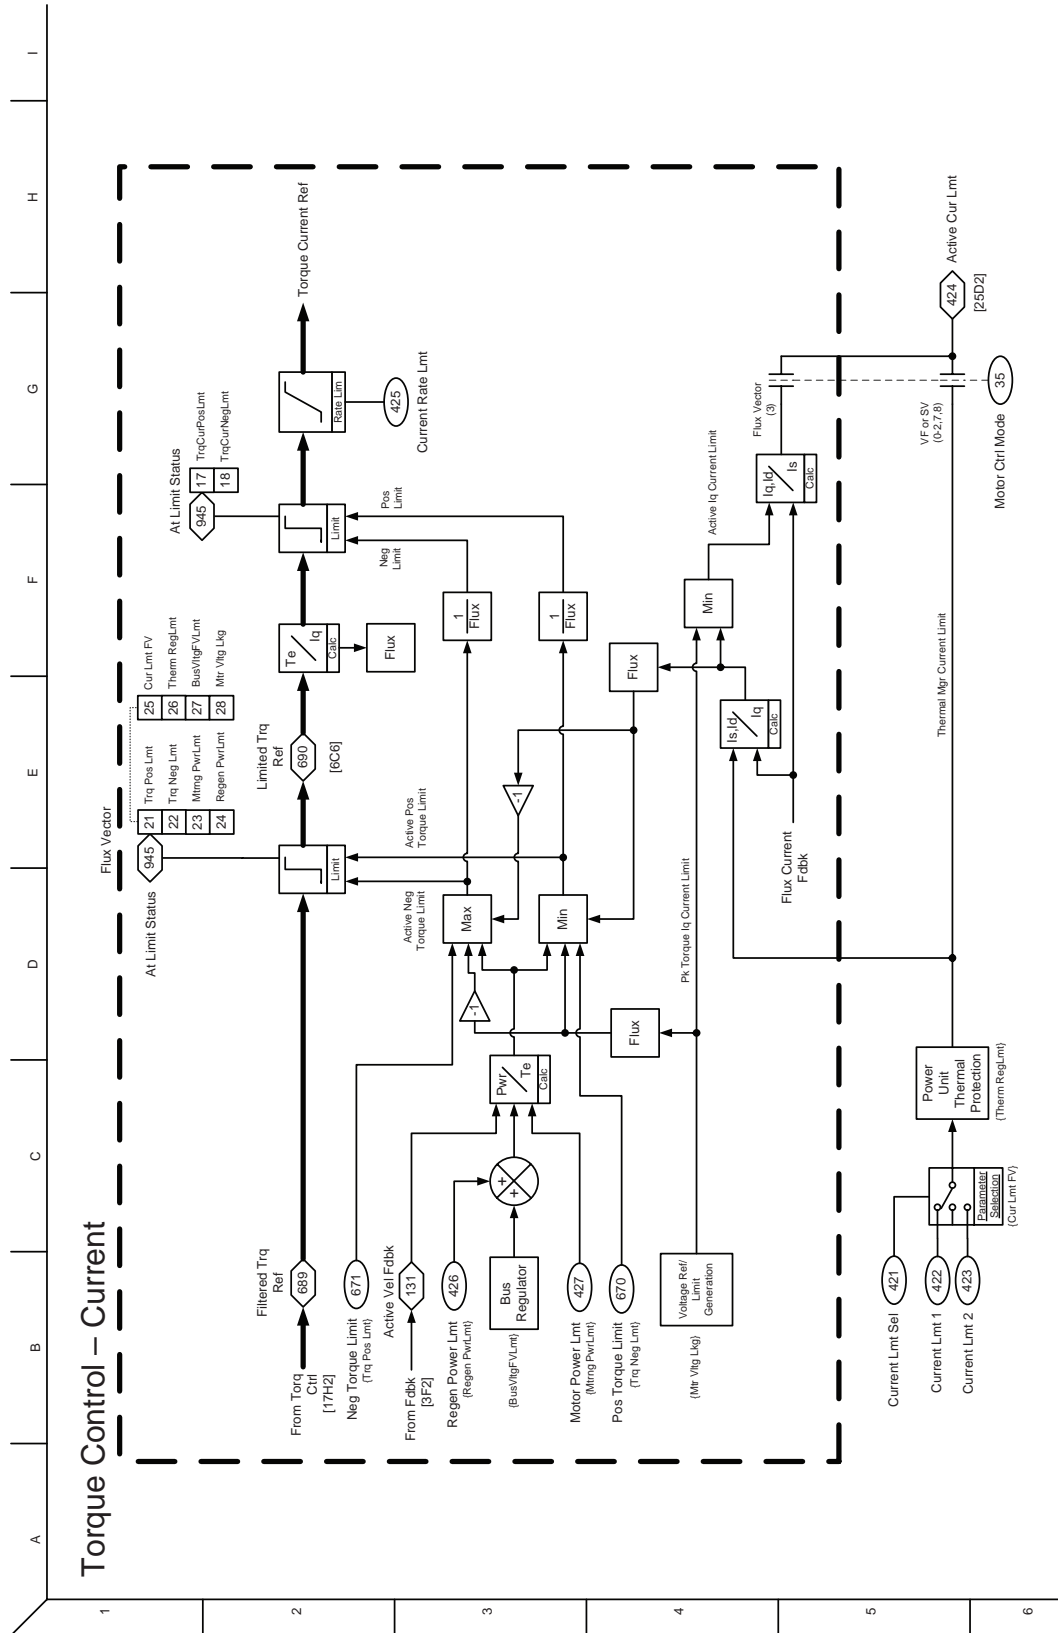 Torque Control – Current
A
B
C
D
E
F
G
H
I
1
2
3
4
5
6
Flux Vector
At Limit Status
945
21 Trq Pos Lmt
22 Trq Neg Lmt
23 Mtrng PwrLmt
24 Regen PwrLmt
25 Cur Lmt FV
26 Therm RegLmt
27 BusVltgFVLmt
28 Mtr Vltg Lkg
At Limit Status
945
17 TrqCurPosLmt
18 TrqCurNegLmt
From Torq
Ctrl
[17H2]
Filtered Trq
Ref
689
Limit
Limited Trq
Ref
690
[6C6]
Te
Iq
Calc
Flux
Limit
Rate Lim
425
Current Rate Lmt
Torque Current Ref
671
Neg Torque Limit
(Trq Pos Lmt)
Active Vel Fdbk
131
From Fdbk
[3F2]
426
Regen Power Lmt
(Regen PwrLmt)
Bus
Regulator
(BusVltgFVLmt)
+
+
Pwr
Te
Calc
427
Motor Power Lmt
(Mtrng PwrLmt)
670
Pos Torque Limit
(Trq Neg Lmt)
Voltage Ref/
Limit
Generation
(Mtr Vltg Lkg)
-1
Flux
Max
Min
Active Neg
Torque Limit
Active Pos
Torque Limit
-1
Flux
1
Flux
1
Flux
Neg
Limit
Pos
Limit
Pk Torque Iq Current Limit
Min
Active Iq Current Limit
Is,Id
Iq
Calc
Iq,Id
Is
Calc
Flux Current
Fdbk
Flux Vector
(3)
VF or SV
(0-2,7,8)
35
Motor Ctrl Mode
424
Active Cur Lmt
[25D2]
Thermal Mgr Current Limit
Current Lmt Sel
421
Current Lmt 1
422
Current Lmt 2
423
Parameter
Selection
(Cur Lmt FV)
Power
Unit
Thermal
Protection
(Therm RegLmt)